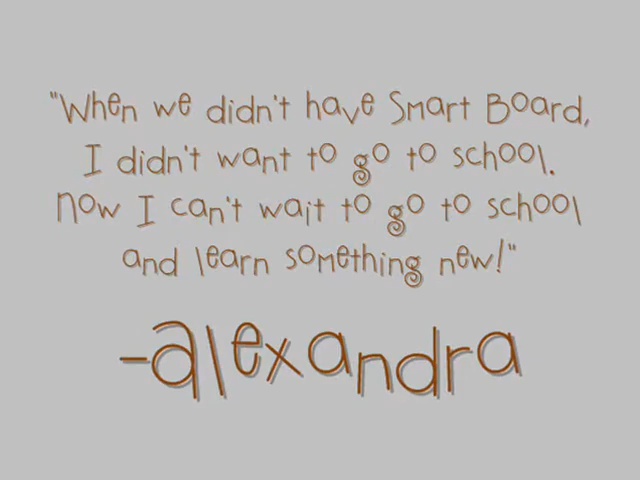 "When we didn't have Smart Board,
I didn't want to go to school.
Now I can't wait to go to school
and learn something new!"
-Alexandra